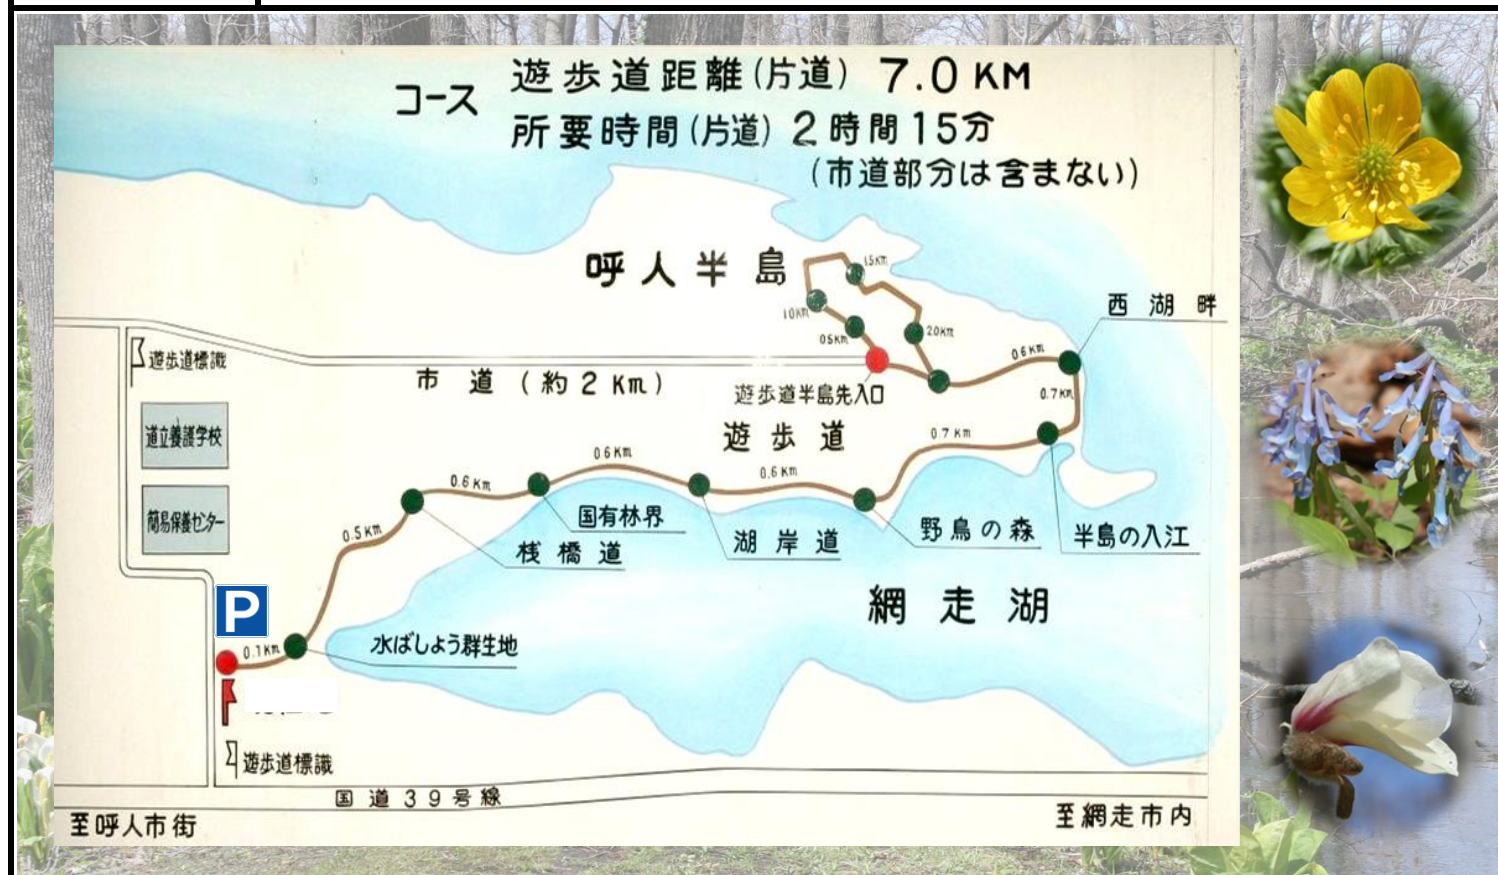 コース
遊歩道距離(片道) 7.0KM
所要時間(片道) 2時間15分
(市道部分は含まない)
呼人半島
1.5Km
1.0Km
0.5Km
2.0Km
西湖畔
0.6Km
遊歩道標識
市道(約2Km)
遊歩道半島先入口
0.7Km
道立養護学校
遊歩道
0.7Km
0.6Km
0.6Km
0.6Km
簡易保養センター
0.5Km
国有林界
桟橋道
湖岸道
野鳥の森
半島の入江
P
網走湖
0.1Km
水ばしょう群生地
遊歩道標識
国道39号線
至呼人市街
至網走市内